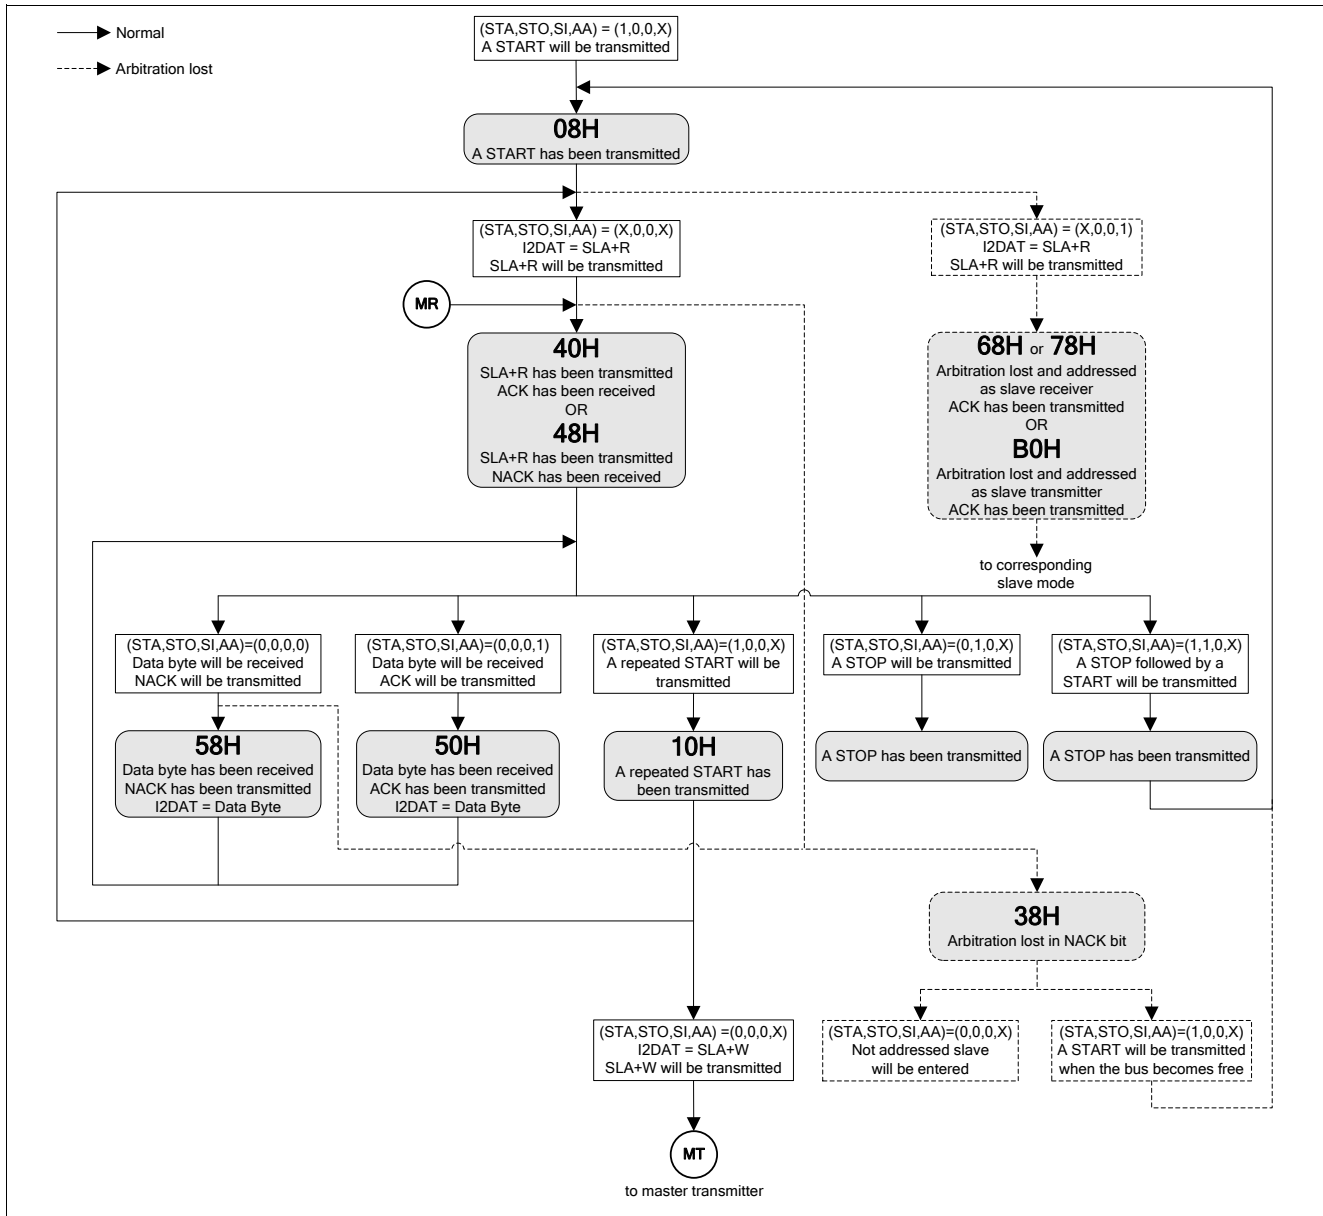 Normal
Arbitration lost
(STA,STO,SI,AA) = (1,0,0,X)
A START will be transmitted
08H
A START has been transmitted
(STA,STO,SI,AA) = (X,0,0,X)
I2DAT = SLA+R
SLA+R will be transmitted
(STA,STO,SI,AA) = (X,0,0,1)
I2DAT = SLA+R
SLA+R will be transmitted
MR
40H
SLA+R has been transmitted
ACK has been received
OR
48H
SLA+R has been transmitted
NACK has been received
68H or 78H
Arbitration lost and addressed
as slave receiver
ACK has been transmitted
OR
B0H
Arbitration lost and addressed
as slave transmitter
ACK has been transmitted
to corresponding
slave mode
(STA,STO,SI,AA)=(0,0,0,0)
Data byte will be received
NACK will be transmitted
(STA,STO,SI,AA)=(0,0,0,1)
Data byte will be received
ACK will be transmitted
(STA,STO,SI,AA)=(1,0,0,X)
A repeated START will be
transmitted
(STA,STO,SI,AA)=(0,1,0,X)
A STOP will be transmitted
(STA,STO,SI,AA)=(1,1,0,X)
A STOP followed by a
START will be transmitted
58H
Data byte has been received
NACK has been transmitted
I2DAT = Data Byte
50H
Data byte has been received
ACK has been transmitted
I2DAT = Data Byte
10H
A repeated START has
been transmitted
A STOP has been transmitted
A STOP has been transmitted
38H
Arbitration lost in NACK bit
(STA,STO,SI,AA) =(0,0,0,X)
I2DAT = SLA+W
SLA+W will be transmitted
(STA,STO,SI,AA)=(0,0,0,X)
Not addressed slave
will be entered
(STA,STO,SI,AA)=(1,0,0,X)
A START will be transmitted
when the bus becomes free
MT
to master transmitter